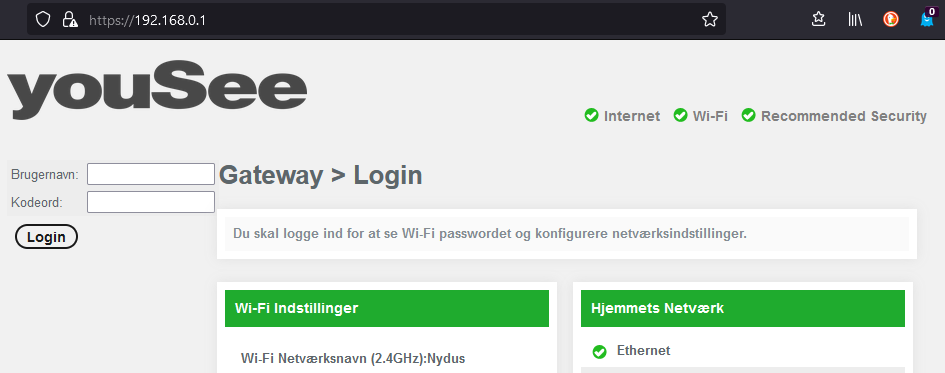 https://192.168.0.1
0
youSee
Internet Wi-Fi Recommended Security
Brugernavn:
Kodeord:
Login
Gateway > Login
Du skal logge ind for at se Wi-Fi passwordet og konfigurere netværksindstillinger.
Wi-Fi Indstillinger
Wi-Fi Netværksnavn (2.4GHz):Nydus
Hjemmets Netværk
Ethernet